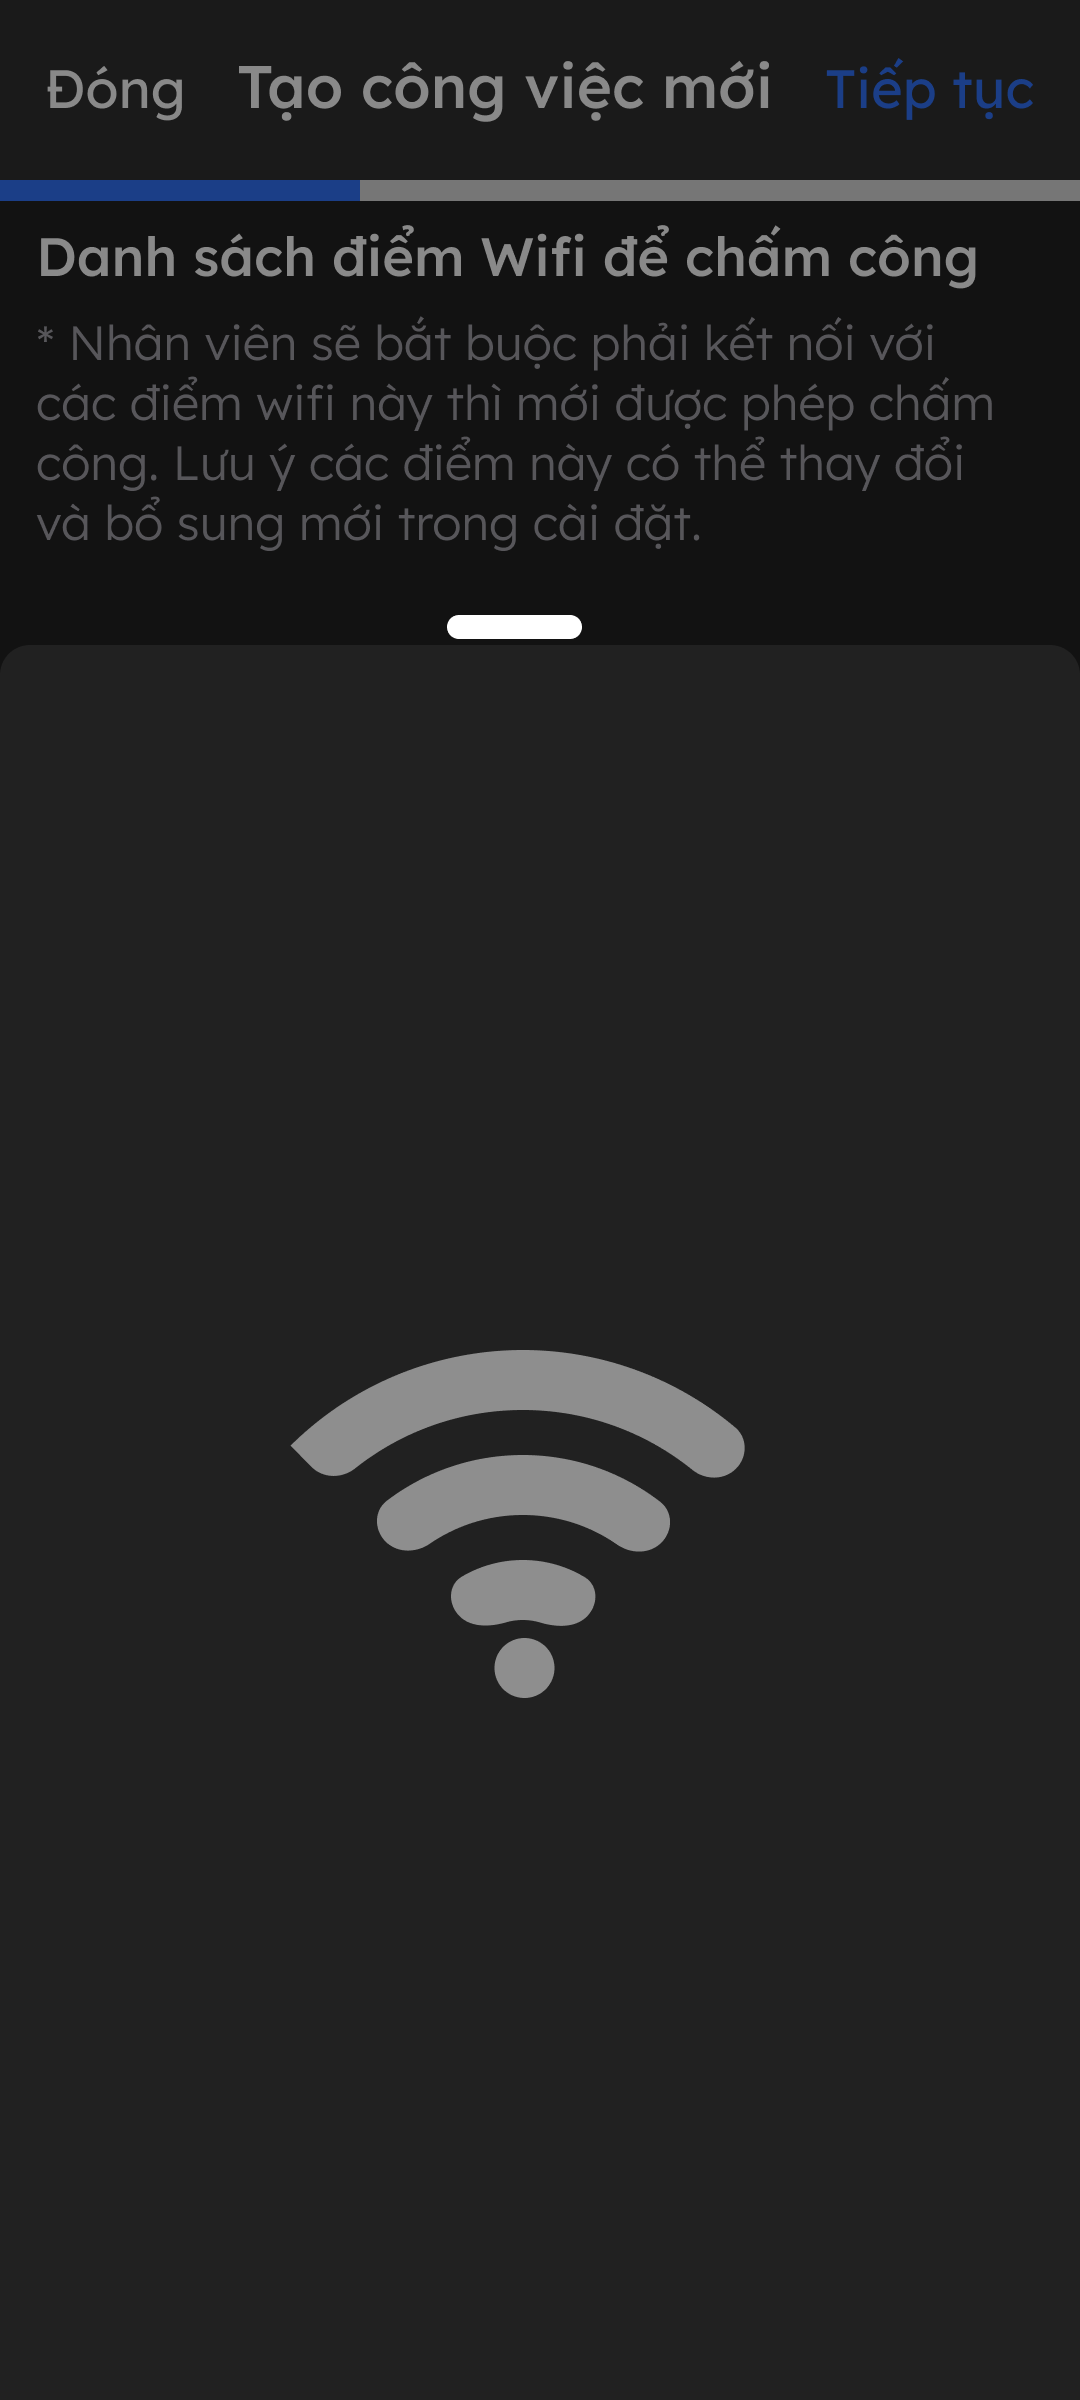 Đóng Tạo công việc mới Tiếp tục
Danh sách điểm Wifi để chấm công
* Nhân viên sẽ bắt buộc phải kết nối với
các điểm wifi này thì mới được phép chấm
công. Lưu ý các điểm này có thể thay đổi
và bổ sung mới trong cài đặt.